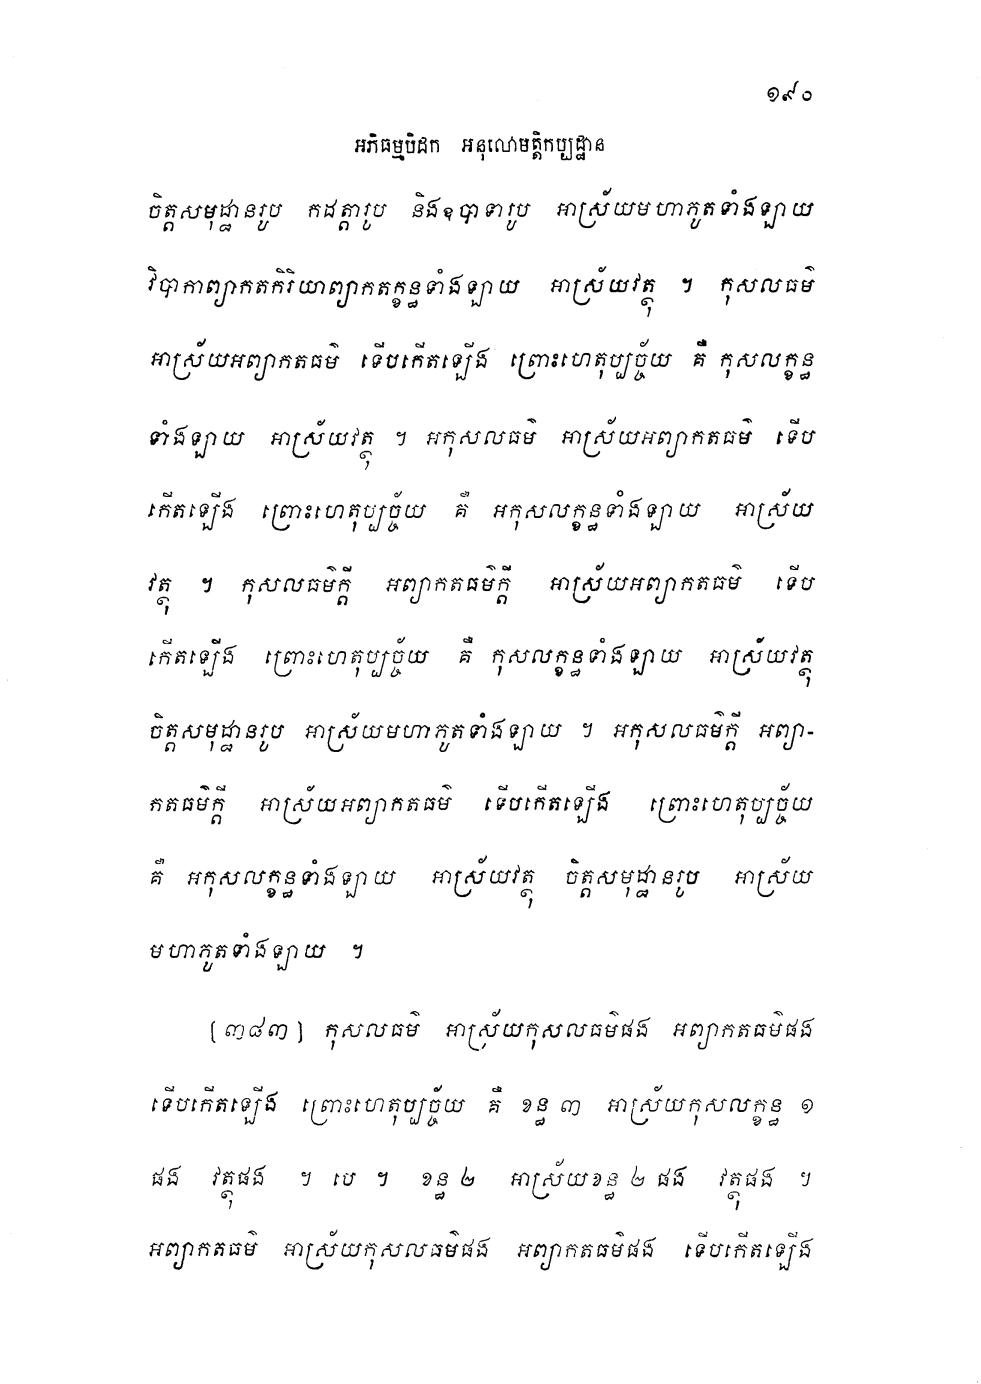 ១៩០
អភិធម្មបិដក អនុលោមត្តិកប្បដ្ឋាន
ចិត្តសមុដ្ឋានរូប កដត្តារូប និងឧបាទារូប អាស្រ័យមហាភូតទាំងឡាយ
វិបាកាព្យាកតកិរិយាព្យាកតក្ខន្ធទាំងឡាយ អាស្រ័យវត្ថុ ។ កុសលធម៌
អាស្រ័យអព្យាកតធម៌ ទើបកើតឡើង ព្រោះហេតុប្បច្ច័យ គឺ កុសលក្ខន្ធ
ទាំងឡាយ អាស្រ័យវត្ថុ ។ អកុសលធម៌ អាស្រ័យអព្យាកតធម៌ ទើប
កើតឡើង ព្រោះហេតុប្បច្ច័យ គឺ អកុសលក្ខន្ធទាំងឡាយ អាស្រ័យ
វត្ថុ ។ កុសលធម៌ក្តី អព្យាកតធម៌ក្តី អាស្រ័យអព្យាកតធម៌ ទើប
កើតឡើង ព្រោះហេតុប្បច្ច័យ គឺ កុសលក្ខន្ធទាំងឡាយ អាស្រ័យវត្ថុ
ចិត្តសមុដ្ឋានរូប អាស្រ័យមហាភូតទាំងឡាយ ។ អកុសលធម៌ក្តី អព្យា-
កតធម៌ក្តី អាស្រ័យអព្យាកតធម៌ ទើបកើតឡើង ព្រោះហេតុប្បច្ច័យ
គឺ អកុសលក្ខន្ធទាំងឡាយ អាស្រ័យវត្ថុ ចិត្តសមុដ្ឋានរូប អាស្រ័យ
មហាភូតទាំងឡាយ ។
[៣៨៣] កុសលធម៌ អាស្រ័យកុសលធម៌ផង អព្យាកតធម៌ផង
ទើបកើតឡើង ព្រោះហេតុប្បច្ច័យ គឺ ខន្ធ ៣ អាស្រ័យកុសលក្ខន្ធ ១
ផង វត្ថុផង ។ បេ ។ ខន្ធ ២ អាស្រ័យខន្ធ ២ ផង វត្ថុផង ។
អព្យាកតធម៌ អាស្រ័យកុសលធម៌ផង អព្យាកតធម៌ផង ទើបកើតឡើង